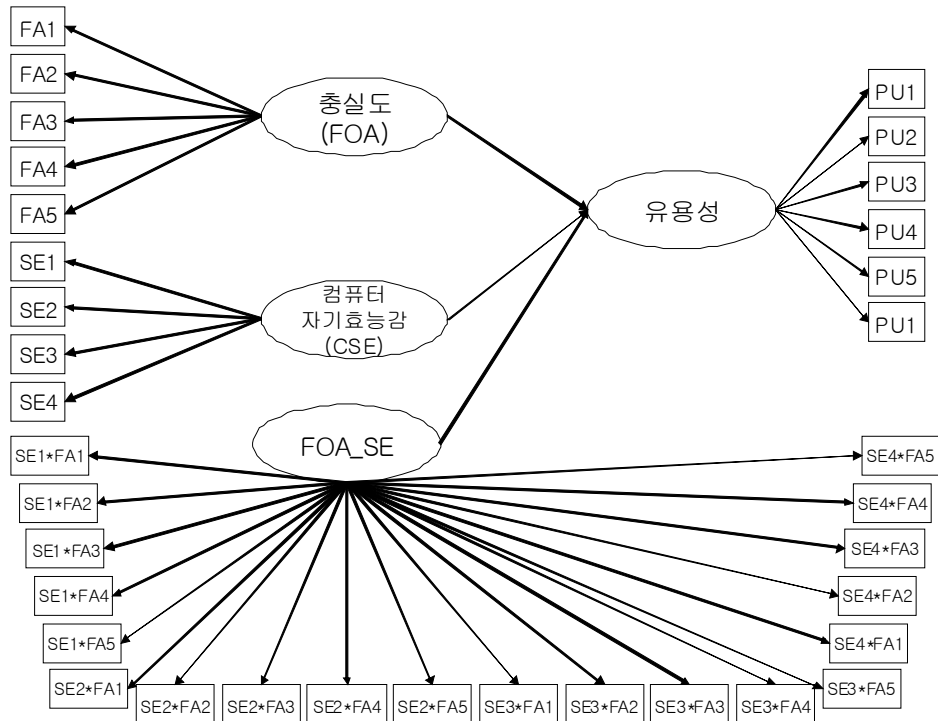 FA1
FA2
FA3
FA4
FA5
SE1
SE2
SE3
SE4
충실도
(FOA)
컴퓨터
자기효능감
(CSE)
FOA_SE
유용성
PU1
PU2
PU3
PU4
PU5
PU1
SE1*FA1
SE1*FA2
SE1*FA3
SE1*FA4
SE1*FA5
SE2*FA1
SE2*FA2
SE2*FA3
SE2*FA4
SE2*FA5
SE3*FA1
SE3*FA2
SE3*FA3
SE3*FA4
SE3*FA5
SE4*FA1
SE4*FA2
SE4*FA3
SE4*FA4
SE4*FA5